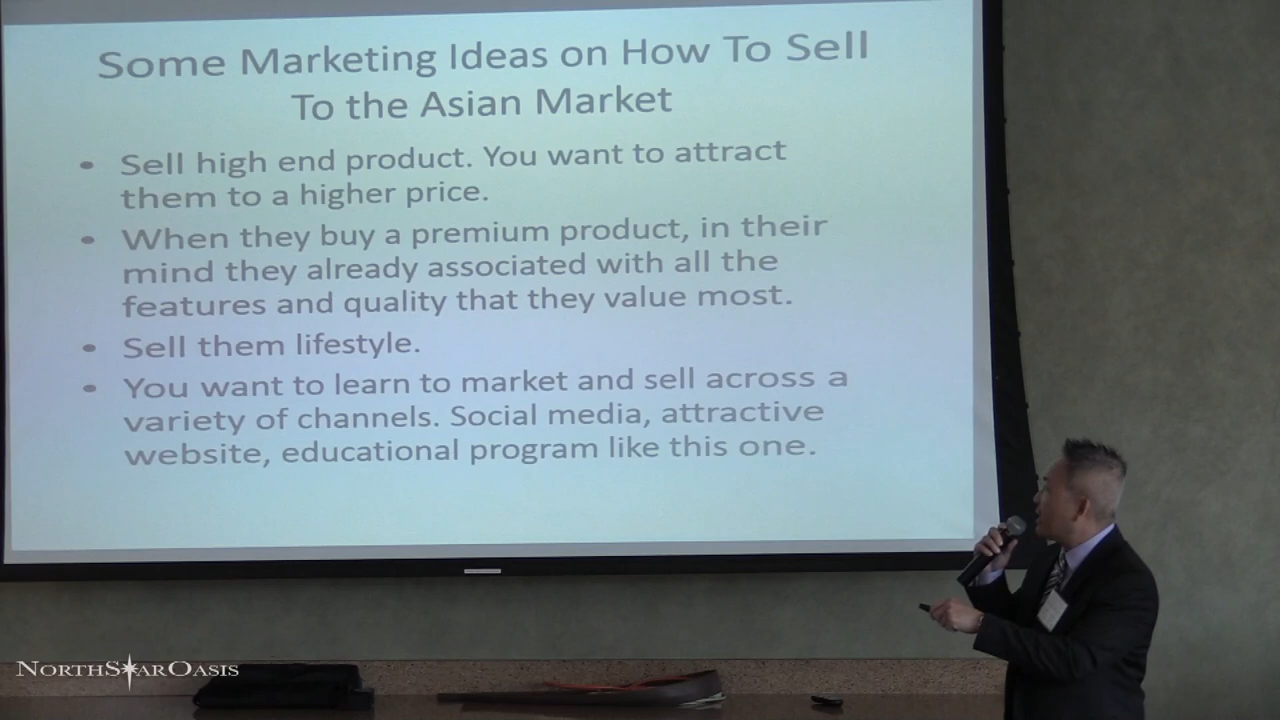 Some Marketing Ideas on How To Sell
To the Asian Market
• Sell high end product. You want to attract
them to a higher price.
• When they buy a premium product, in their
mind they already associated with all the
features and quality that they value most.
• Sell them lifestyle.
• You want to learn to market and sell across a
variety of channels. Social media, attractive
website, educational program like this one.
NORTHSTAROASIS